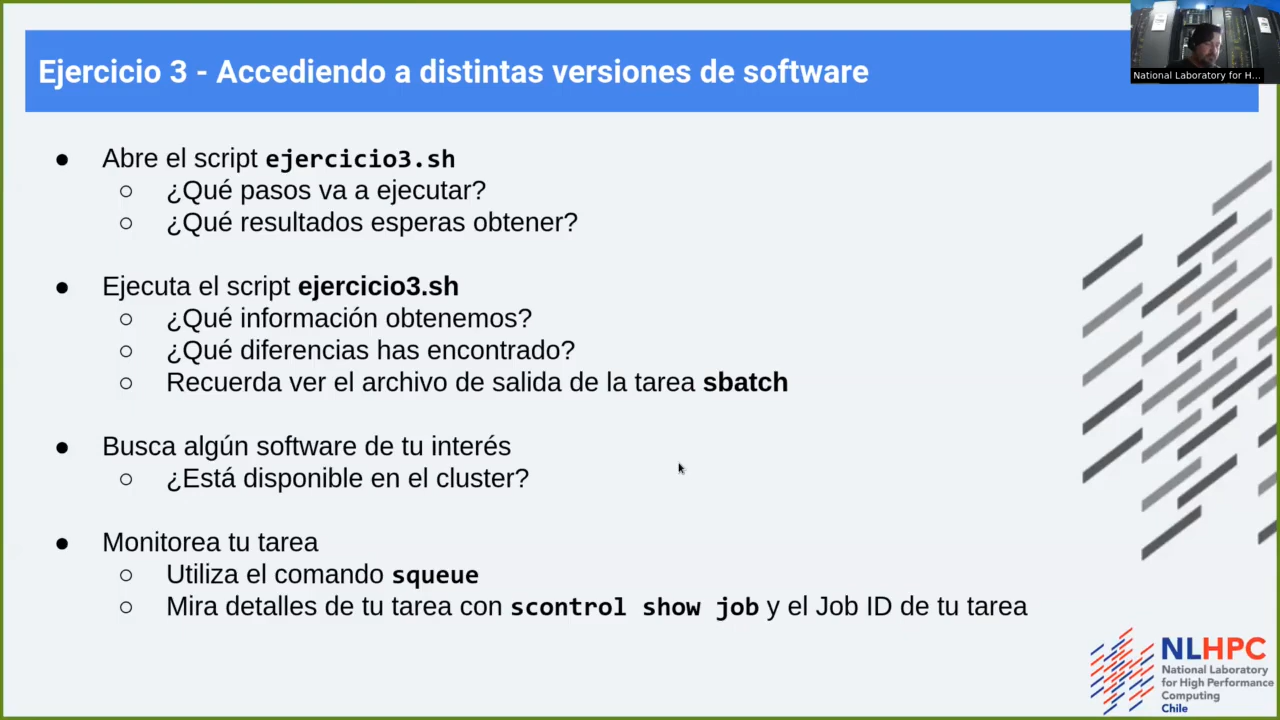 Ejercicio 3 - Accediendo a distintas versiones de software
National Laboratory for H...
● Abre el script ejercicio3.sh
○ ¿Qué pasos va a ejecutar?
○ ¿Qué resultados esperas obtener?
● Ejecuta el script ejercicio3.sh
○ ¿Qué información obtenemos?
○ ¿Qué diferencias has encontrado?
○ Recuerda ver el archivo de salida de la tarea sbatch
● Busca algún software de tu interés
○ ¿Está disponible en el cluster?
● Monitorea tu tarea
○ Utiliza el comando squeue
○ Mira detalles de tu tarea con scontrol show job y el Job ID de tu tarea
NLHPC
National Laboratory
for High Performance
Computing
Chile